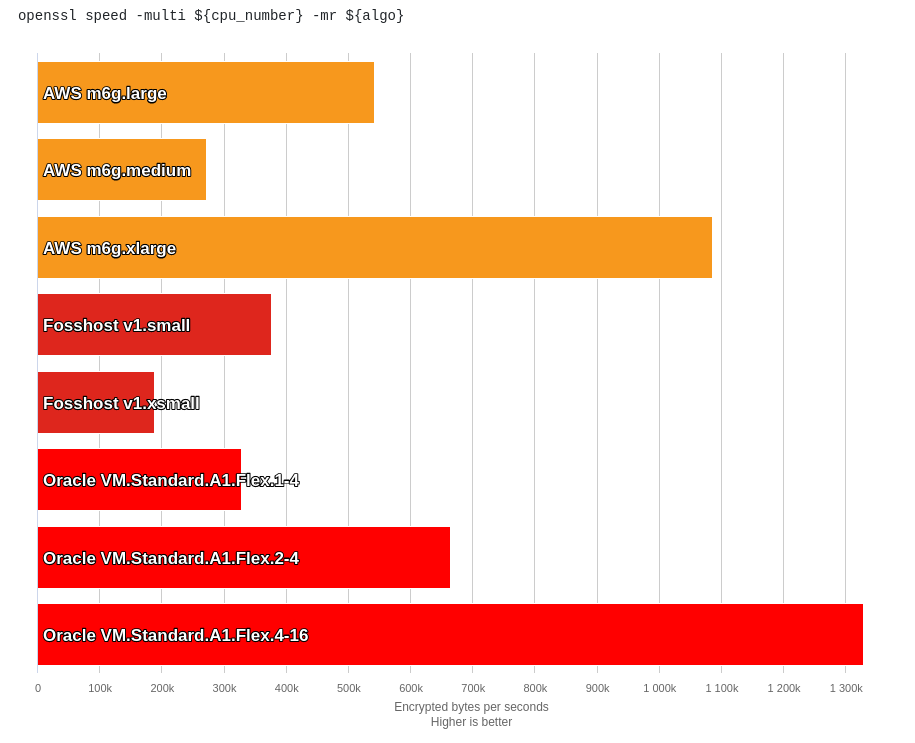 openssl speed -multi ${cpu_number} -mr ${algo}
AWS m6g.large
AWS m6g.medium
AWS m6g.xlarge
Fosshost v1.small
Fosshost v1.xsmall
Oracle VM.Standard.A1.Flex.1-4
Oracle VM.Standard.A1.Flex.2-4
Oracle VM.Standard.A1.Flex.4-16
0 100k 200k 300k 400k 500k 600k 700k 800k 900k 1 000k 1 100k 1 200k 1 300k
Encrypted bytes per seconds
Higher is better